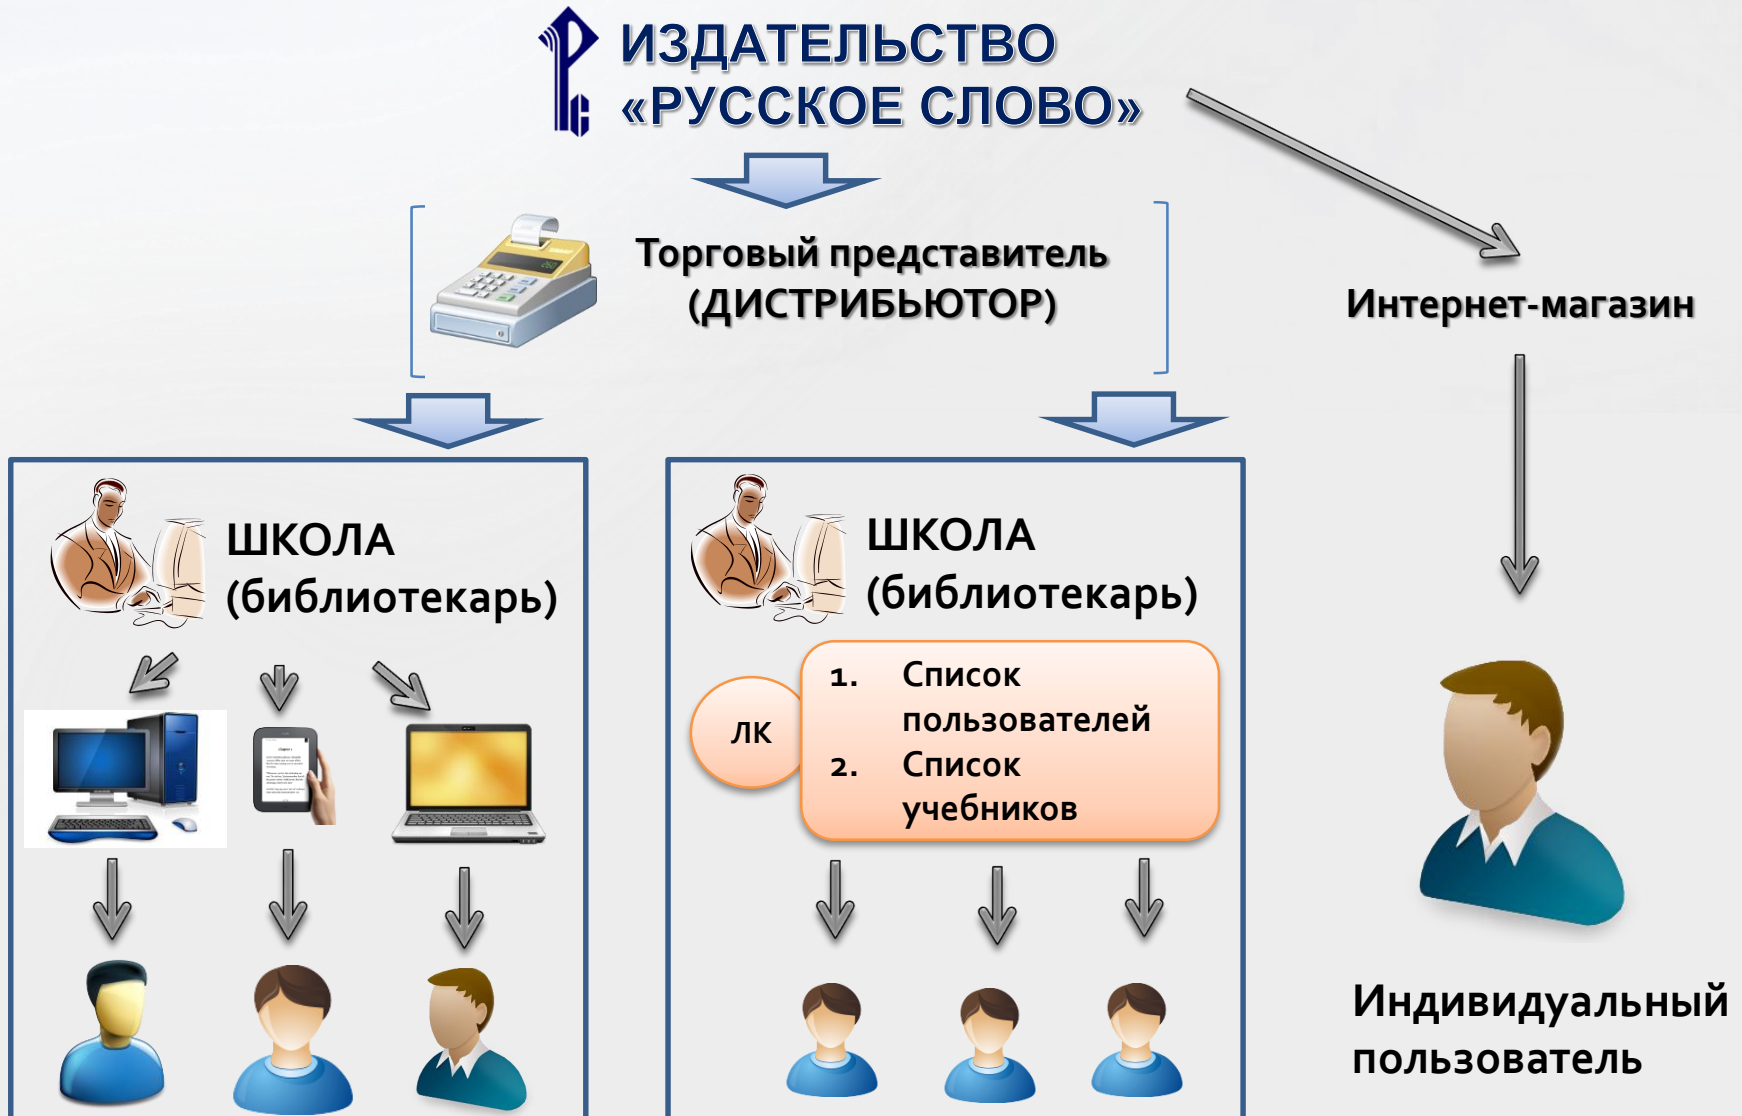 ИЗДАТЕЛЬСТВО
«РУССКОЕ СЛОВО»
Торговый представитель
(ДИСТРИБЬЮТОР)
Интернет-магазин
ШКОЛА
(библиотекарь)
ШКОЛА
(библиотекарь)
ЛК
1. Список
пользователей
2. Список
учебников
Индивидуальный
пользователь